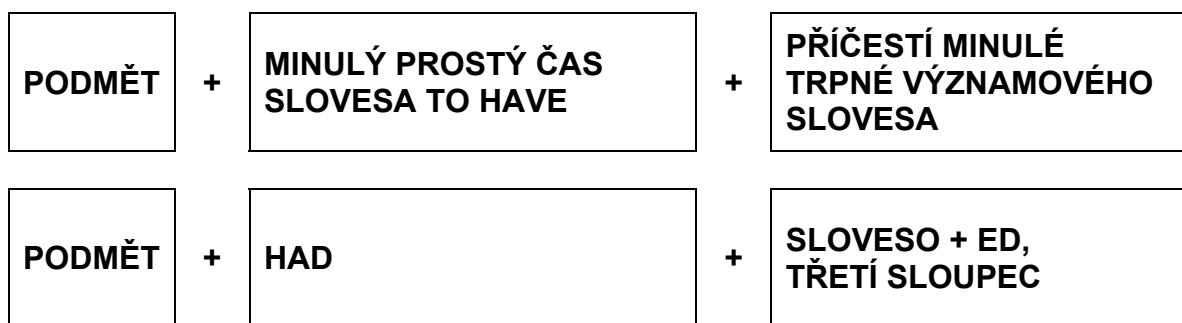 PODMĚT + MINULÝ PROSTÝ ČAS
SLOVESA TO HAVE + PŘÍČESTÍ MINULÉ
TRPNÉ VÝZNAMOVÉHO
SLOVESA
PODMĚT + HAD + SLOVESO + ED,
TŘETÍ SLOUPEC